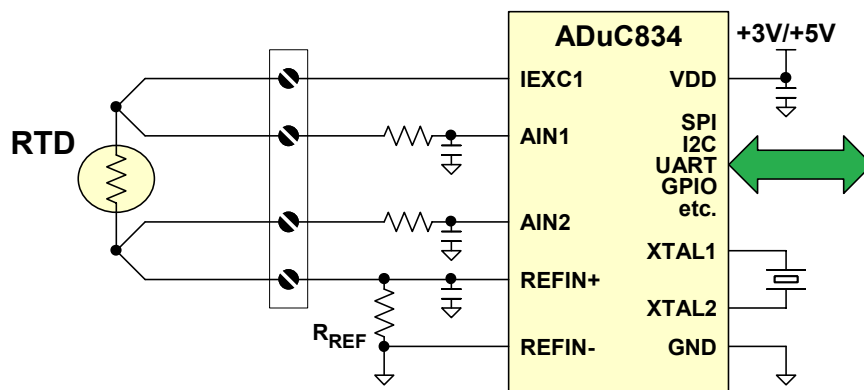 ADuC834
+3V/+5V
IEXC1
VDD
AIN1
SPI
I2C
UART
GPIO
etc.
RTD
AIN2
XTAL1
REFIN+
XTAL2
RREF
REFIN-
GND